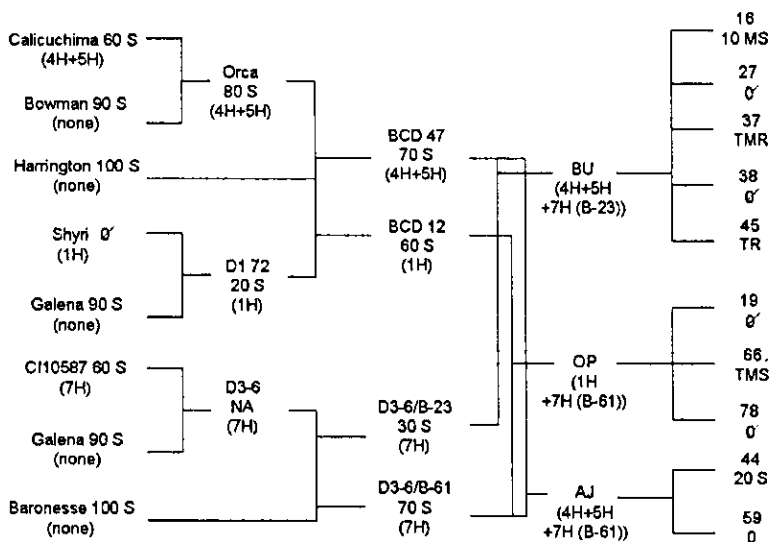 Calicuchima 60 S
(4H+5H)
Bowman 90 S
(none)
Harrington 100 S
(none)
Shyri 0
(1H)
Galena 90 S
(none)
CI10587 60 S
(7H)
Galena 90 S
(none)
Baronesse 100 S
(none)
Orca
80 S
(4H+5H)
D1 72
20 S
(1H)
D3-6
NA
(7H)
BCD 47
70 S
(4H+5H)
BCD 12
60 S
(1H)
D3-6/B-23
30 S
(7H)
D3-6/B-61
70 S
(7H)
BU
(4H+5H
+7H (B-23))
OP
(1H
+7H (B-61))
AJ
(4H+5H
+7H (B-61))
16
10 MS
27
0
37
TMR
38
0
45
TR
19
0
66
TMS
78
0
44
20 S
59
0